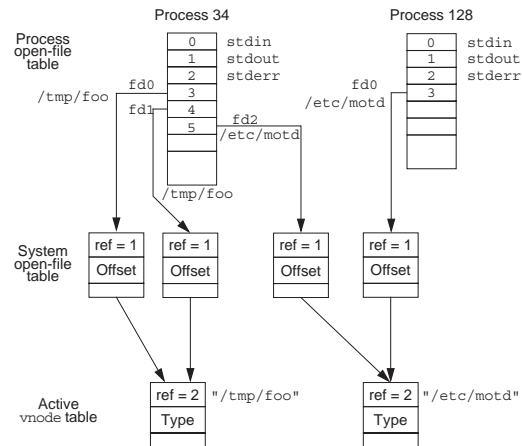 Process 34
Process 128
Process
open-file
table
0 stdin
1 stdout
2 stderr
3
4
5
fd0
/tmp/foo
fd1
fd2
/etc/motd
/tmp/foo
0 stdin
1 stdout
2 stderr
3
fd0
/etc/motd
System
open-file
table
ref = 1
Offset
ref = 1
Offset
ref = 1
Offset
ref = 1
Offset
Active
vnode table
ref = 2 "/tmp/foo"
Type
ref = 2 "/etc/motd"
Type